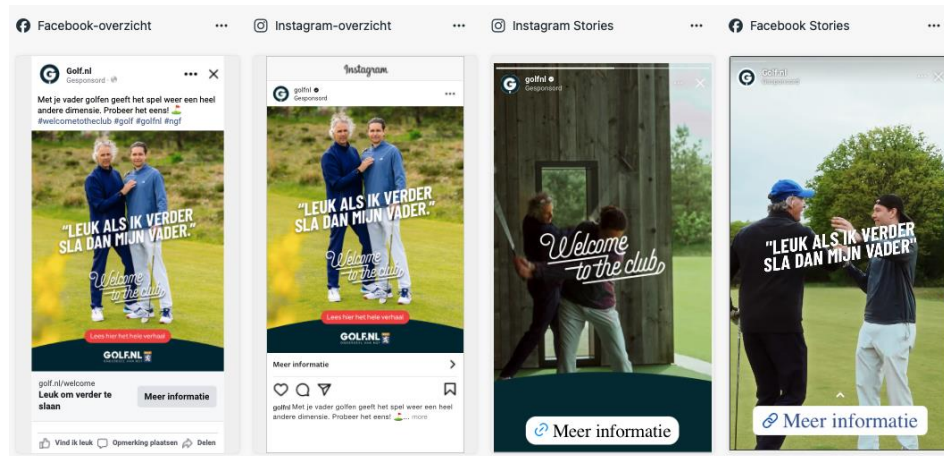 Facebook-overzicht
Golf.nl
Gesponsord
Met je vader golfen geeft het spel weer een heel
andere dimensie. Probeer het eens! ⛳
#welcometotheclub #golf #golfnl #ngf
"LEUK ALS IK VERDER
SLA DAN MIJN VADER."
Welcome
to the club
Lees hier het hele verhaal
GOLF.NL
golf.nl/welcome
Leuk om verder te
slaan
Meer informatie
Vind ik leuk Opmerking plaatsen Delen
Instagram-overzicht
Instagram
golfnl
Gesponsord
"LEUK ALS IK VERDER
SLA DAN MIJN VADER."
Welcome
to the club
Lees hier het hele verhaal
GOLF.NL
Meer informatie
golfnl Met je vader golfen geeft het spel weer een heel
andere dimensie. Probeer het eens! ⛳... more
Instagram Stories
golfnl
Gesponsord
Welcome
to the club
Meer informatie
Facebook Stories
Golf.nl
Gesponsord
"LEUK ALS IK VERDER
SLA DAN MIJN VADER"
Meer informatie